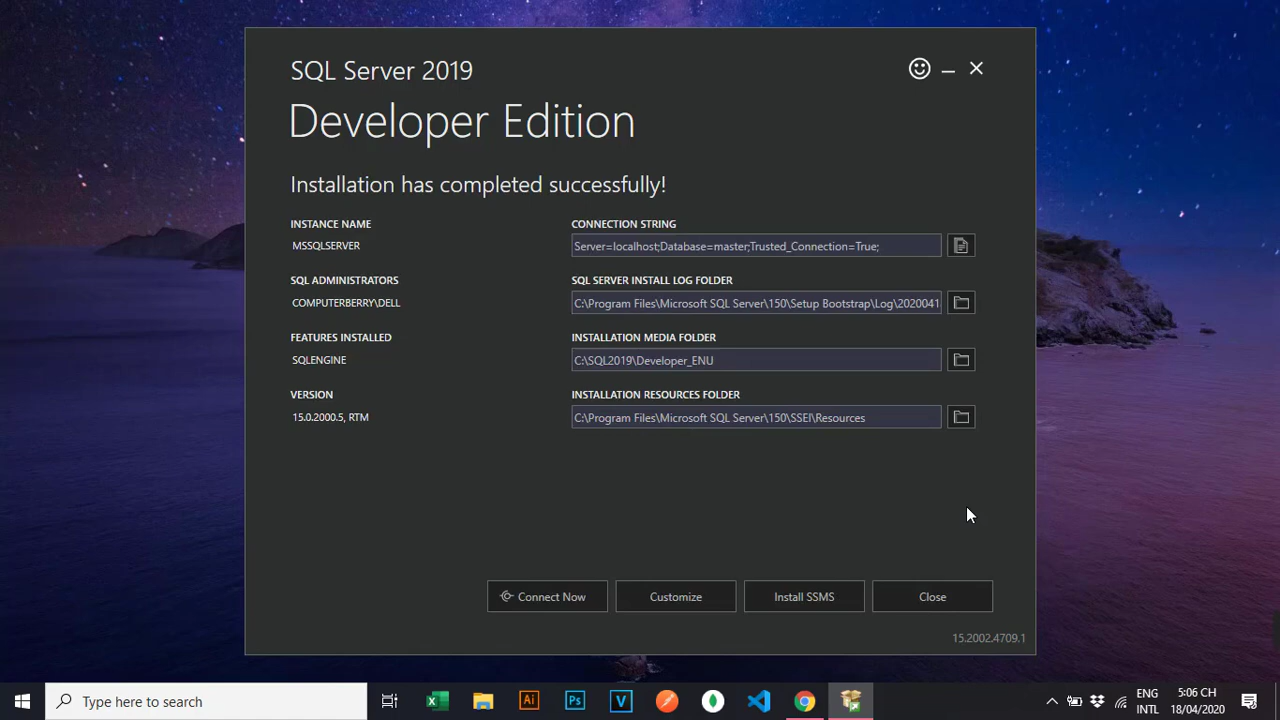 SQL Server 2019
Developer Edition
Installation has completed successfully!
INSTANCE NAME
MSSQLSERVER
CONNECTION STRING
Server=localhost;Database=master;Trusted_Connection=True;
SQL ADMINISTRATORS
COMPUTERBERRY\DELL
SQL SERVER INSTALL LOG FOLDER
C:\Program Files\Microsoft SQL Server\150\Setup Bootstrap\Log\2020041
FEATURES INSTALLED
SQLENGINE
INSTALLATION MEDIA FOLDER
C:\SQL2019\Developer_ENU
VERSION
15.0.2000.5, RTM
INSTALLATION RESOURCES FOLDER
C:\Program Files\Microsoft SQL Server\150\SSEI\Resources
Connect Now
Customize
Install SSMS
Close
15.2002.4709.1
Type here to search
Ai
Ps
V
ENG
INTL
5:06 CH
18/04/2020